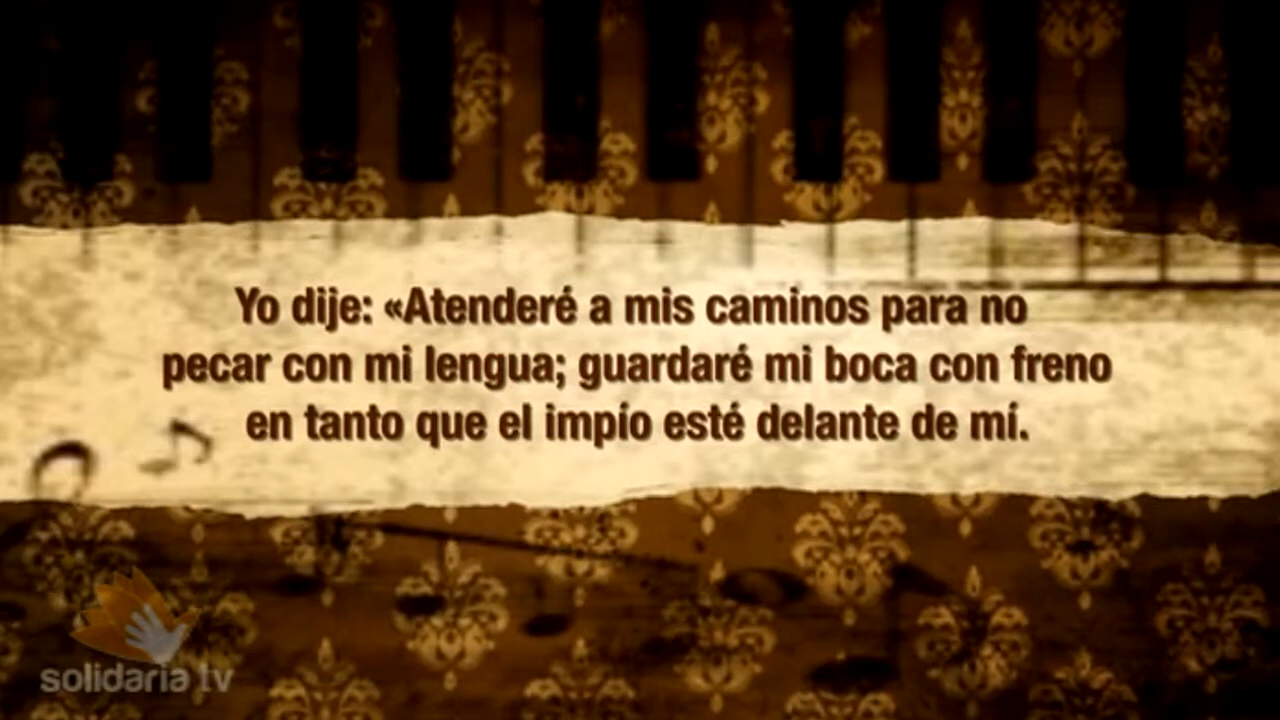 Yo dije: «Atenderé a mis caminos para no
pecar con mi lengua; guardaré mi boca con freno
en tanto que el impío esté delante de mí.
solidaria tv